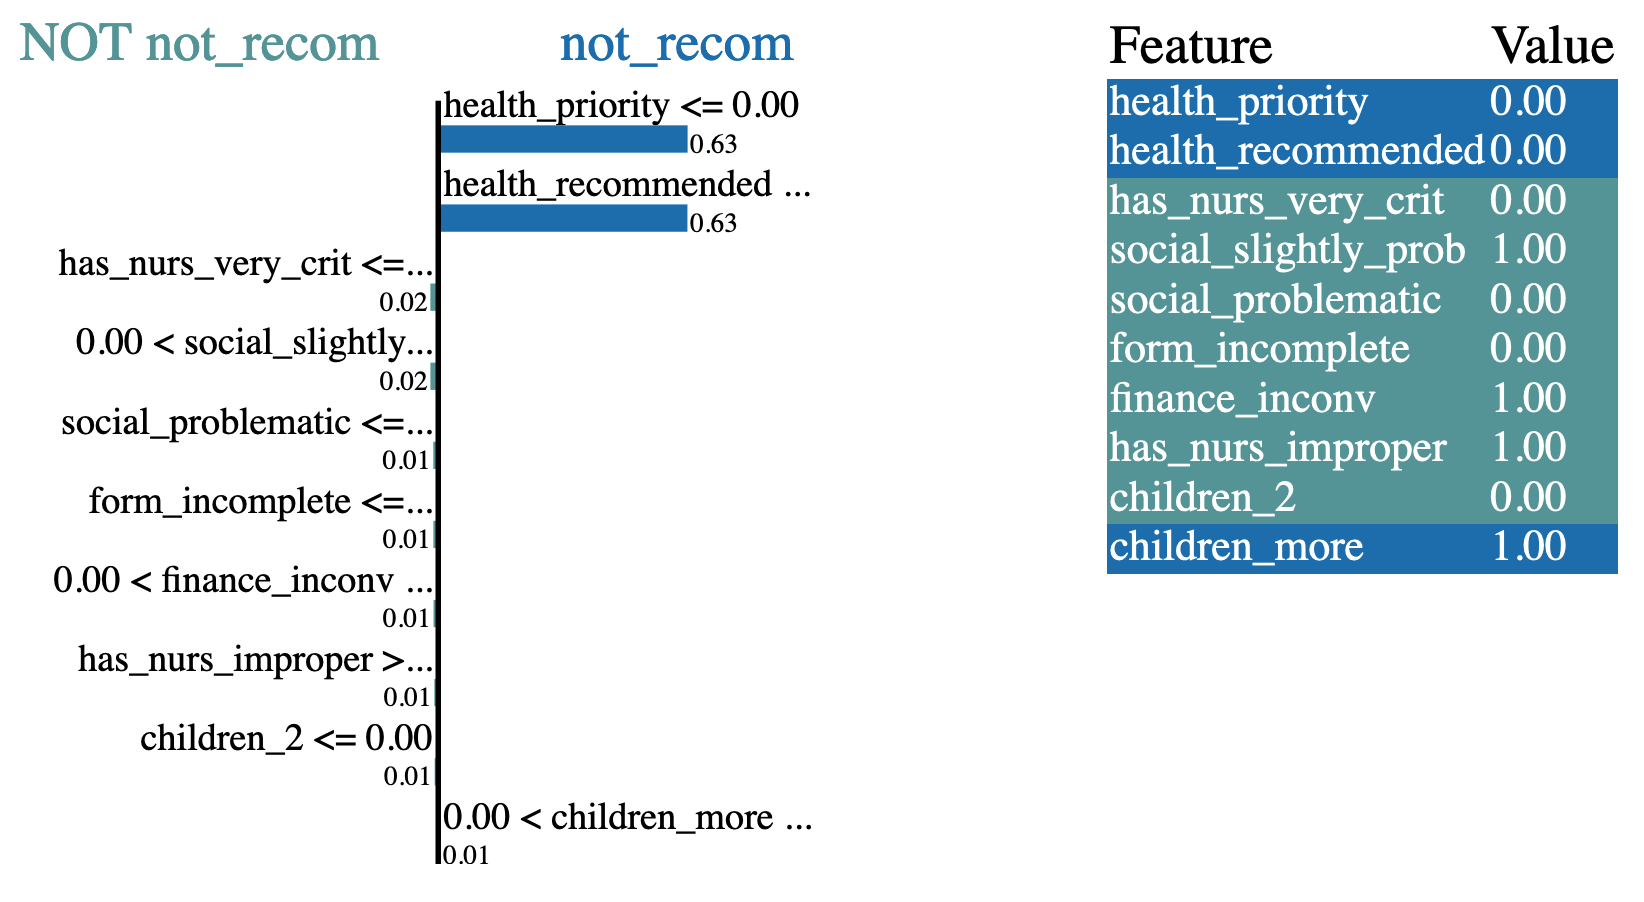 NOT not_recom not_recom
health_priority <= 0.00
0.63
health_recommended ...
0.63
has_nurs_very_crit <=...
0.02
0.00 < social_slightly...
0.02
social_problematic <=...
0.01
form_incomplete <=...
0.01
0.00 < finance_inconv ...
0.01
has_nurs_improper >...
0.01
children_2 <= 0.00
0.01
0.00 < children_more ...
0.01
Feature Value
health_priority 0.00
health_recommended 0.00
has_nurs_very_crit 0.00
social_slightly_prob 1.00
social_problematic 0.00
form_incomplete 0.00
finance_inconv 1.00
has_nurs_improper 1.00
children_2 0.00
children_more 1.00